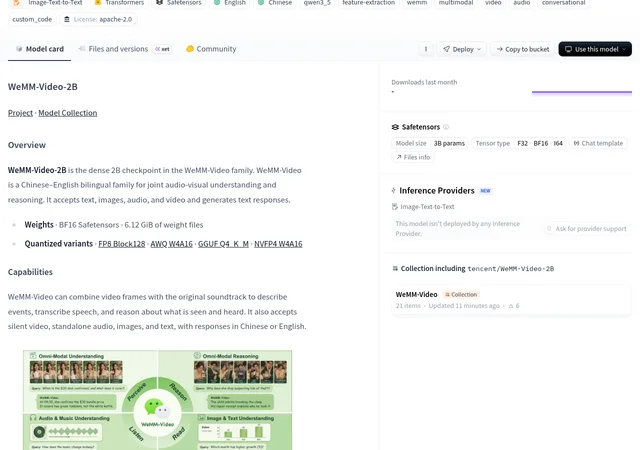 Image-Text-to-Text Transformers Safetensors English Chinese qwen3_5 feature-extraction wemm multimodal video audio conversational
custom_code License: apache-2.0
Model card Files and versions xet Community
Deploy Copy to bucket Use this model
WeMM-Video-2B
Project · Model Collection
Overview
WeMM-Video-2B is the dense 2B checkpoint in the WeMM-Video family. WeMM-Video
is a Chinese–English bilingual family for joint audio-visual understanding and
reasoning. It accepts text, images, audio, and video and generates text responses.
Weights · BF16 Safetensors · 6.12 GiB of weight files
Quantized variants · FP8 Block128 · AWQ W4A16 · GGUF Q4_K_M · NVFP4 W4A16
Capabilities
WeMM-Video can combine video frames with the original soundtrack to describe
events, transcribe speech, and reason about what is seen and heard. It also accepts
silent video, standalone audio, images, and text, with responses in Chinese or English.
Omni-Modal Understanding
Omni-Modal Reasoning
Perceive
Reason
WeMM-Video
Listen
Read
Audio & Music Understanding
Image & Text Understanding
Downloads last month
-
Safetensors
Model size 3B params Tensor type F32 · BF16 · I64 Chat template
Files info
Inference Providers NEW
Image-Text-to-Text
This model isn't deployed by any Inference
Provider.
Ask for provider support
Collection including tencent/WeMM-Video-2B
WeMM-Video Collection
21 items · Updated 11 minutes ago · 6